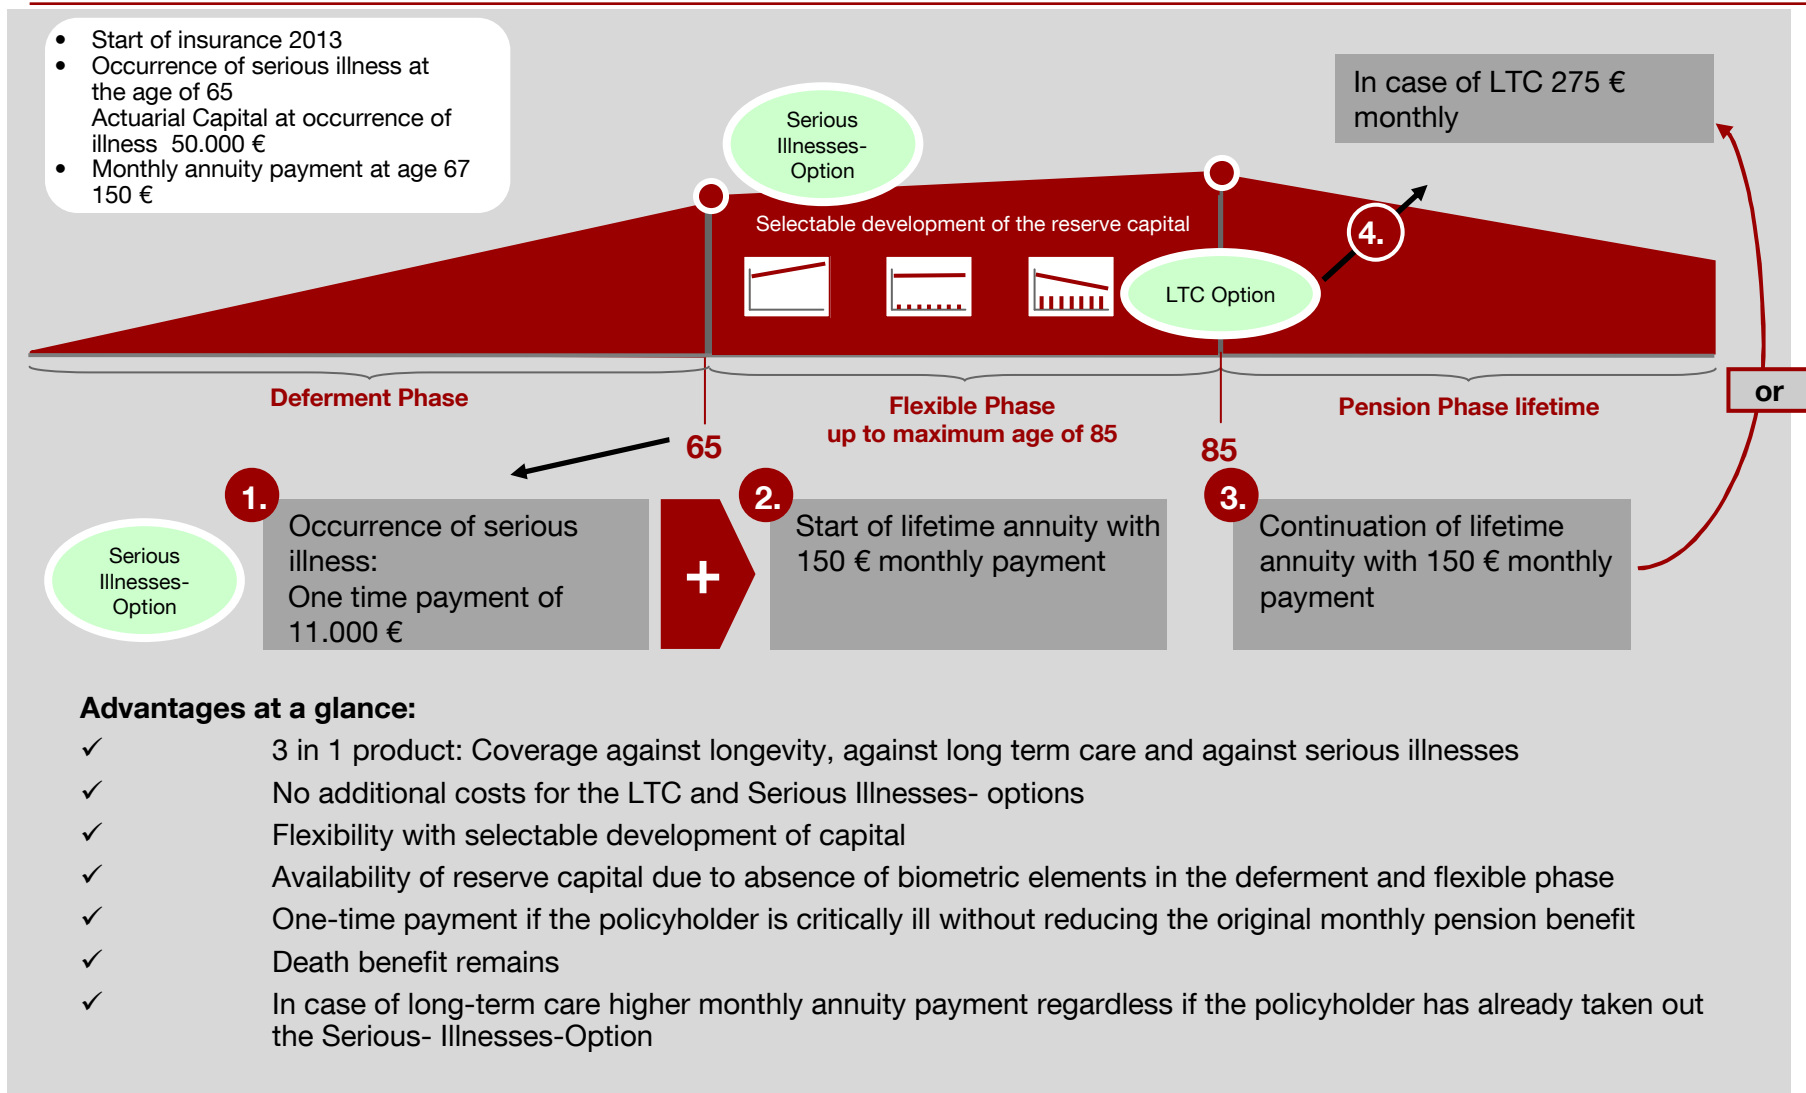 • Start of insurance 2013
• Occurrence of serious illness at
the age of 65
Actuarial Capital at occurrence of
illness 50.000 €
• Monthly annuity payment at age 67
150 €
Serious
Illnesses-
Option
In case of LTC 275 €
monthly
Selectable development of the reserve capital
4.
LTC Option
Deferment Phase
Flexible Phase
up to maximum age of 85
Pension Phase lifetime
or
65
85
Serious
Illnesses-
Option
1.
Occurrence of serious
illness:
One time payment of
11.000 €
+
2.
Start of lifetime annuity with
150 € monthly payment
3.
Continuation of lifetime
annuity with 150 € monthly
payment
Advantages at a glance:
✓ 3 in 1 product: Coverage against longevity, against long term care and against serious illnesses
✓ No additional costs for the LTC and Serious Illnesses- options
✓ Flexibility with selectable development of capital
✓ Availability of reserve capital due to absence of biometric elements in the deferment and flexible phase
✓ One-time payment if the policyholder is critically ill without reducing the original monthly pension benefit
✓ Death benefit remains
✓ In case of long-term care higher monthly annuity payment regardless if the policyholder has already taken out
the Serious- Illnesses-Option